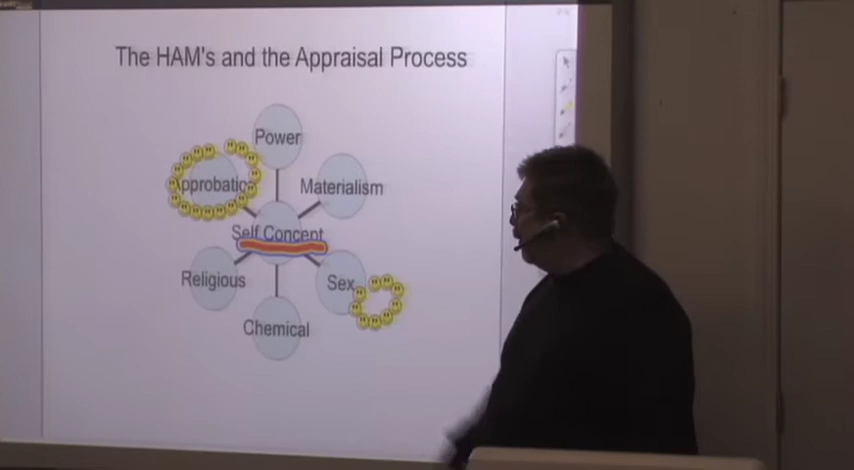 The HAM's and the Appraisal Process
Power
Approbation
Materialism
Self Concept
Religious
Sex
Chemical